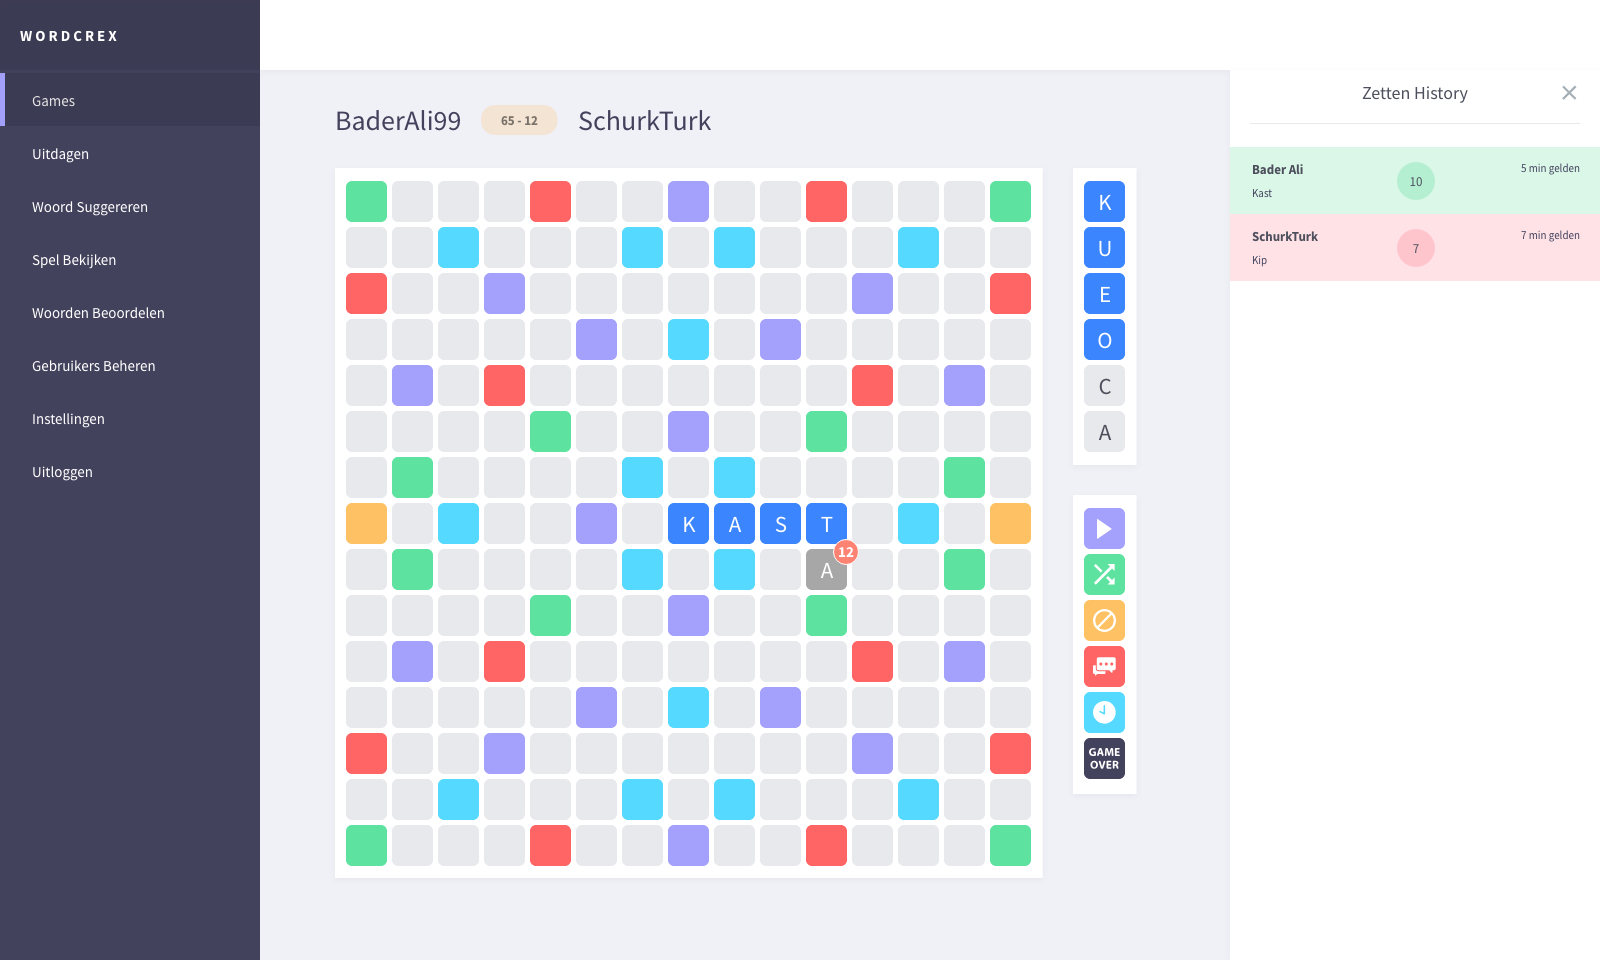 WORDCREX
Games
Uitdagen
Woord Suggereren
Spel Bekijken
Woorden Beoordelen
Gebruikers Beheren
Instellingen
Uitloggen
BaderAli99 65 - 12 SchurkTurk
K
U
E
O
C
A
K A S T
12
A
GAME
OVER
Zetten History
Bader Ali 10 5 min gelden
Kast
SchurkTurk 7 7 min gelden
Kip